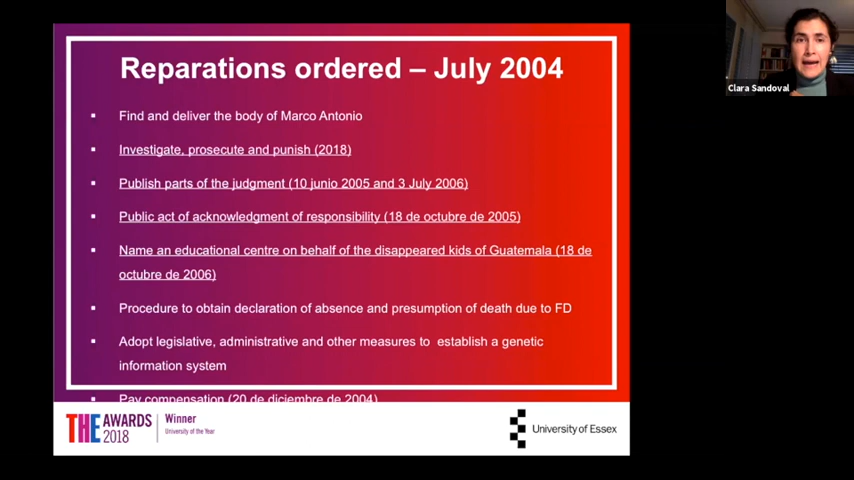 Reparations ordered – July 2004
Find and deliver the body of Marco Antonio
Investigate, prosecute and punish (2018)
Publish parts of the judgment (10 junio 2005 and 3 July 2006)
Public act of acknowledgment of responsibility (18 de octubre de 2005)
Name an educational centre on behalf of the disappeared kids of Guatemala (18 de
octubre de 2006)
Procedure to obtain declaration of absence and presumption of death due to FD
Adopt legislative, administrative and other measures to establish a genetic
information system
Pay compensation (20 de diciembre de 2004)
THE AWARDS
2018
Winner
University of the Year
University of Essex
Clara Sandoval